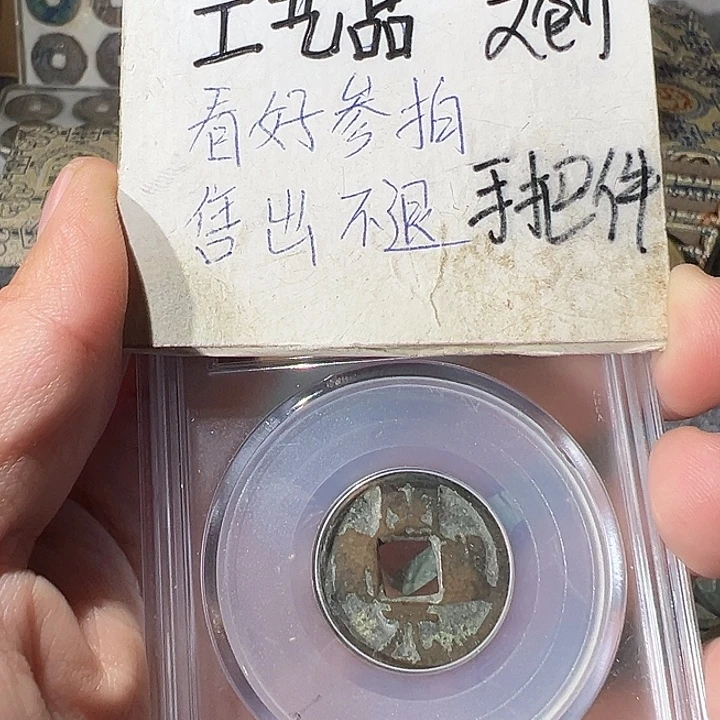 工艺品 文创
看好参拍
售出不退 手把件